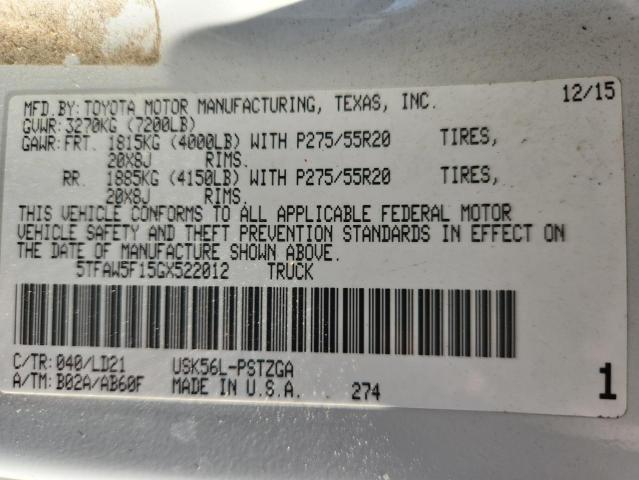 MFD.BY: TOYOTA MOTOR MANUFACTURING, TEXAS, INC. 12/15
GVWR: 3270KG (7200LB)
GAWR: FRT. 1815KG (4000LB) WITH P275/55R20 TIRES,
20X8J RIMS.
RR. 1885KG (4150LB) WITH P275/55R20 TIRES,
20X8J RIMS.
THIS VEHICLE CONFORMS TO ALL APPLICABLE FEDERAL MOTOR
VEHICLE SAFETY AND THEFT PREVENTION STANDARDS IN EFFECT ON
THE DATE OF MANUFACTURE SHOWN ABOVE.
5TFAW5F15GX522012 TRUCK
C/TR: 040/LD21 USK56L-PSTZGA
A/TM: B02A/AB60F MADE IN U.S.A. 274 1